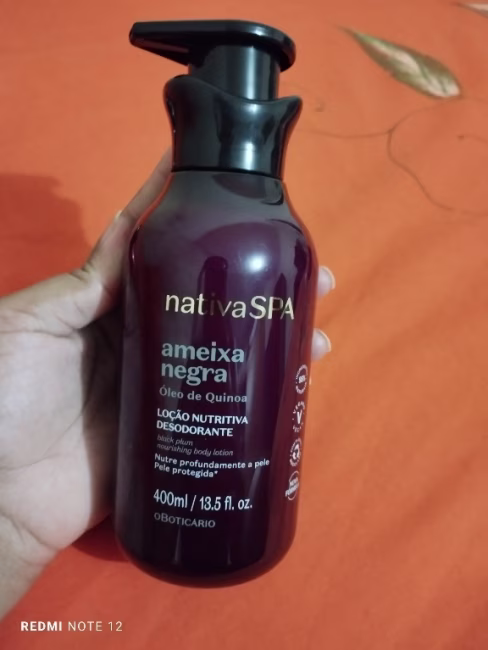 nativaSPA
ameixa
negra
Óleo de Quinoa
LOÇÃO NUTRITIVA
DESODORANTE
black plum
nourishing body lotion
Nutre profundamente a pele
Pele protegida*
400ml / 13.5 fl. oz.
oBOTICÁRIO
REDMI NOTE 12